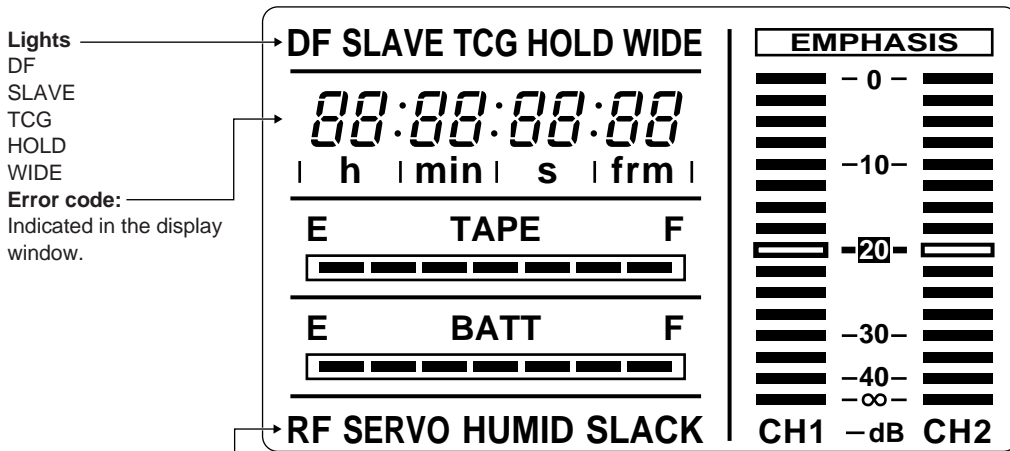 Lights
DF
SLAVE
TCG
HOLD
WIDE
Error code:
Indicated in the display
window.
DF SLAVE TCG HOLD WIDE
88:88:88:88
h min s frm
E TAPE F
E BATT F
RF SERVO HUMID SLACK
EMPHASIS
0
-10-
-20-
-30-
-40-
-∞-
CH1 -dB CH2